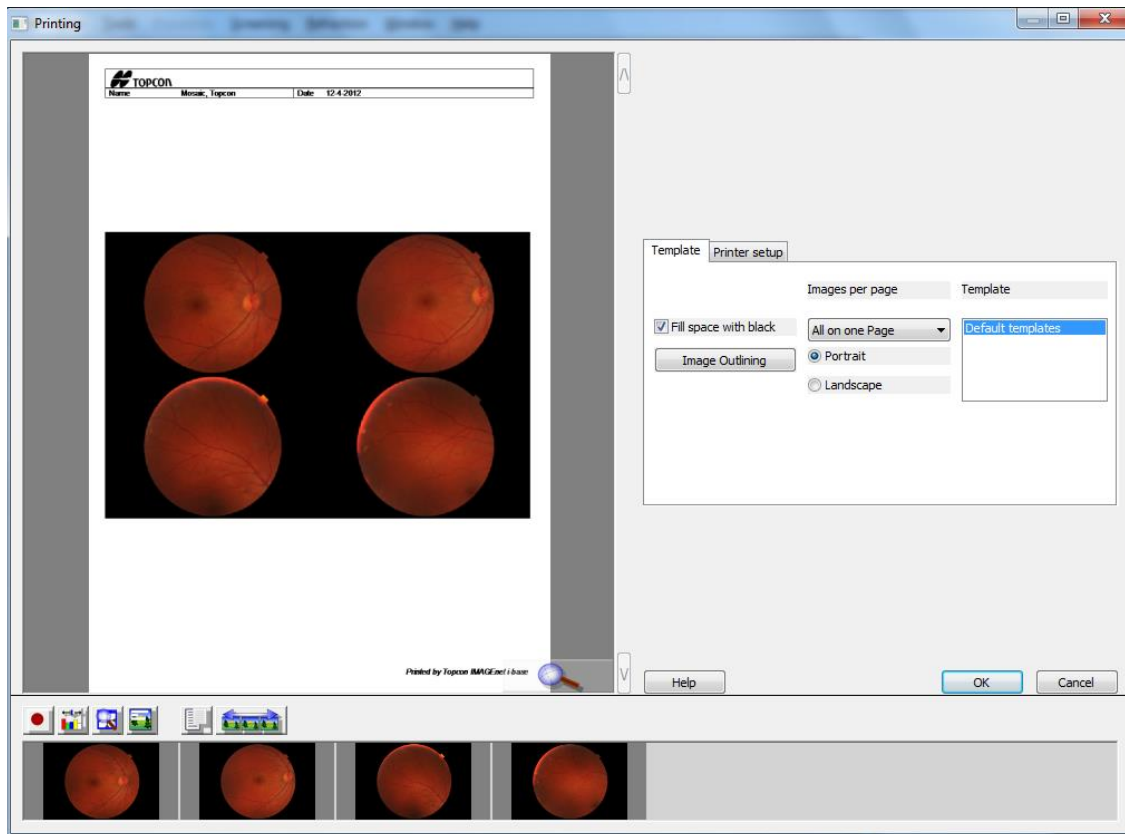 Printing
TOPCON
Name Mosaic, Topcon Date 12-4-2012
Printed by Topcon IMAGEnet i-base
Template Printer setup
Images per page Template
Fill space with black
All on one Page
Default templates
Image Outlining
Portrait
Landscape
Help
OK
Cancel